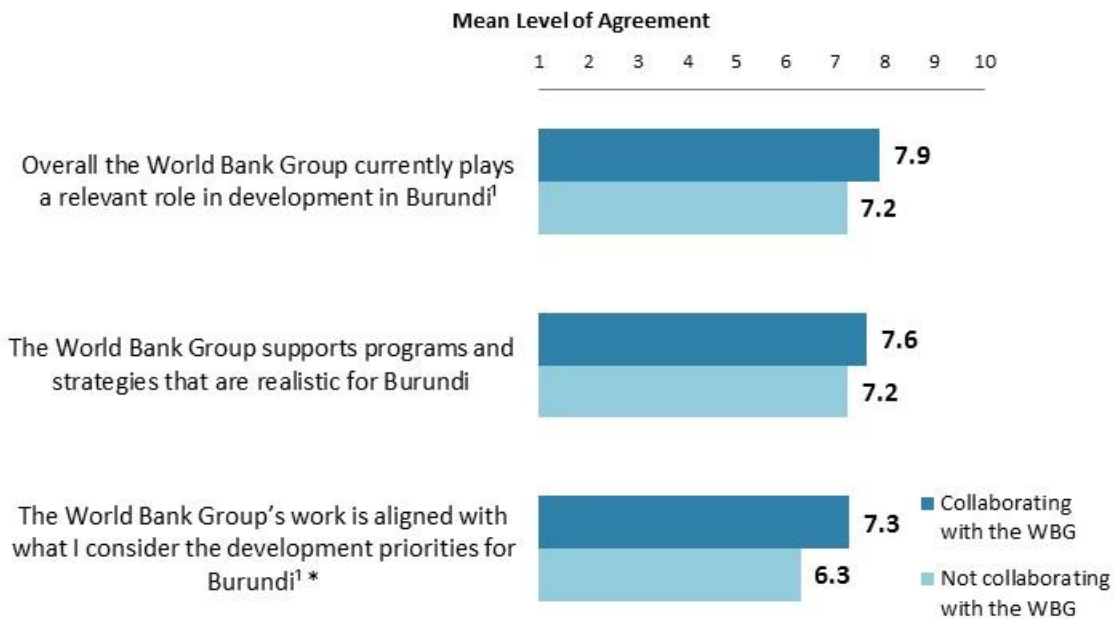 Mean Level of Agreement
1 2 3 4 5 6 7 8 9 10
Overall the World Bank Group currently plays
a relevant role in development in Burundi¹
7.9
7.2
The World Bank Group supports programs and
strategies that are realistic for Burundi
7.6
7.2
The World Bank Group’s work is aligned with
what I consider the development priorities for
Burundi¹ *
7.3
6.3
Collaborating
with the WBG
Not collaborating
with the WBG